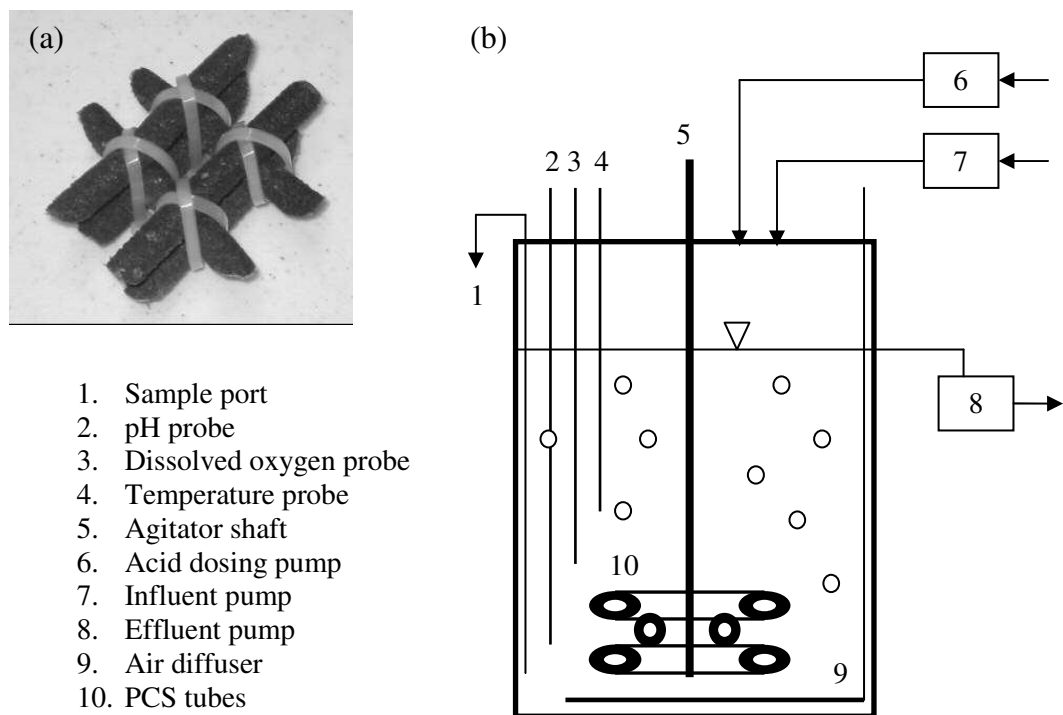 (a)
(b)
6
5
7
2 3 4
1
8
10
9
1. Sample port
2. pH probe
3. Dissolved oxygen probe
4. Temperature probe
5. Agitator shaft
6. Acid dosing pump
7. Influent pump
8. Effluent pump
9. Air diffuser
10. PCS tubes